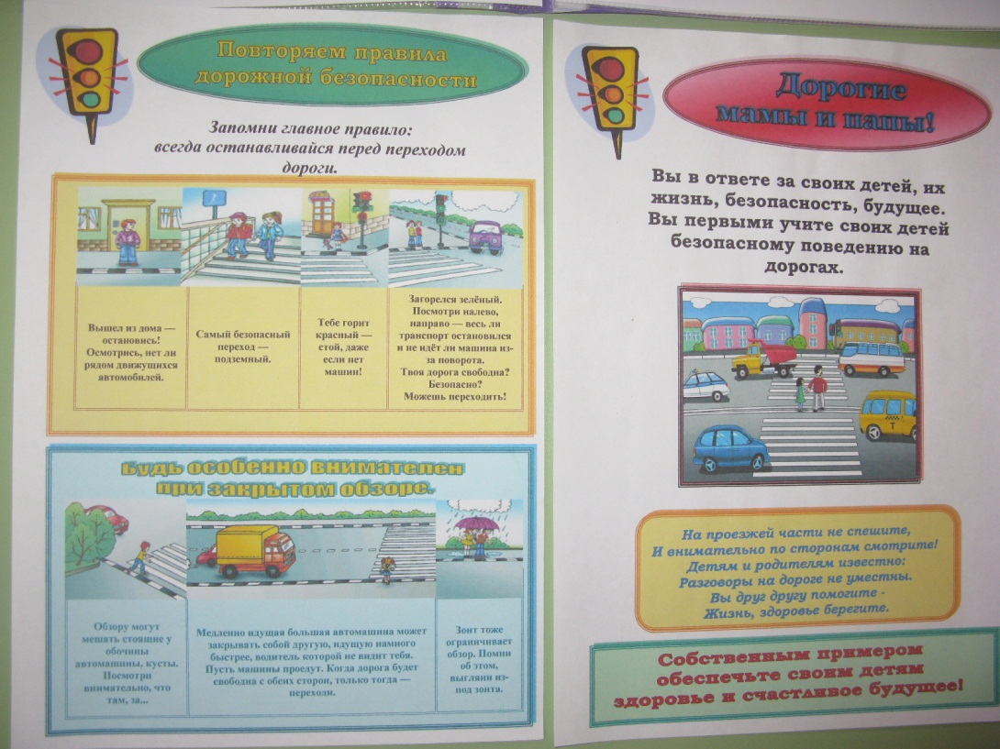 Повторяем правила
дорожной безопасности
Запомни главное правило:
всегда останавливайся перед переходом
дороги.
Вышел из дома —
остановись!
Осмотрись, нет ли
рядом движущихся
автомобилей.
Самый безопасный
переход —
подземный.
Тебе горит
красный —
стой, даже
если нет
машин!
Загорелся зелёный.
Посмотри налево,
направо — весь ли
транспорт остановился
и не идёт ли машина из-
за поворота.
Твоя дорога свободна?
Безопасно?
Можешь переходить!
Будь особенно внимателен
при закрытом обзоре.
Обзору могут
мешать стоящие у
обочины
автомашины, кусты.
Посмотри
внимательно, что
там, за...
Медленно идущая большая автомашина может
закрывать собой другую, идущую намного
быстрее, водитель которой не видит тебя.
Пусть машины проедут. Когда дорога будет
свободна с обеих сторон, только тогда —
переходи.
Зонт тоже
ограничивает
обзор. Помни
об этом,
выгляни из-
под зонта.
Дорогие
мамы и папы!
Вы в ответе за своих детей, их
жизнь, безопасность, будущее.
Вы первыми учите своих детей
безопасному поведению на
дорогах.
Т
На проезжей части не спешите,
И внимательно по сторонам смотрите!
Детям и родителям известно:
Разговоры на дороге не уместны.
Вы друг другу помогите -
Жизнь, здоровье берегите.
Собственным примером
обеспечьте своим детям
здоровье и счастливое будущее!